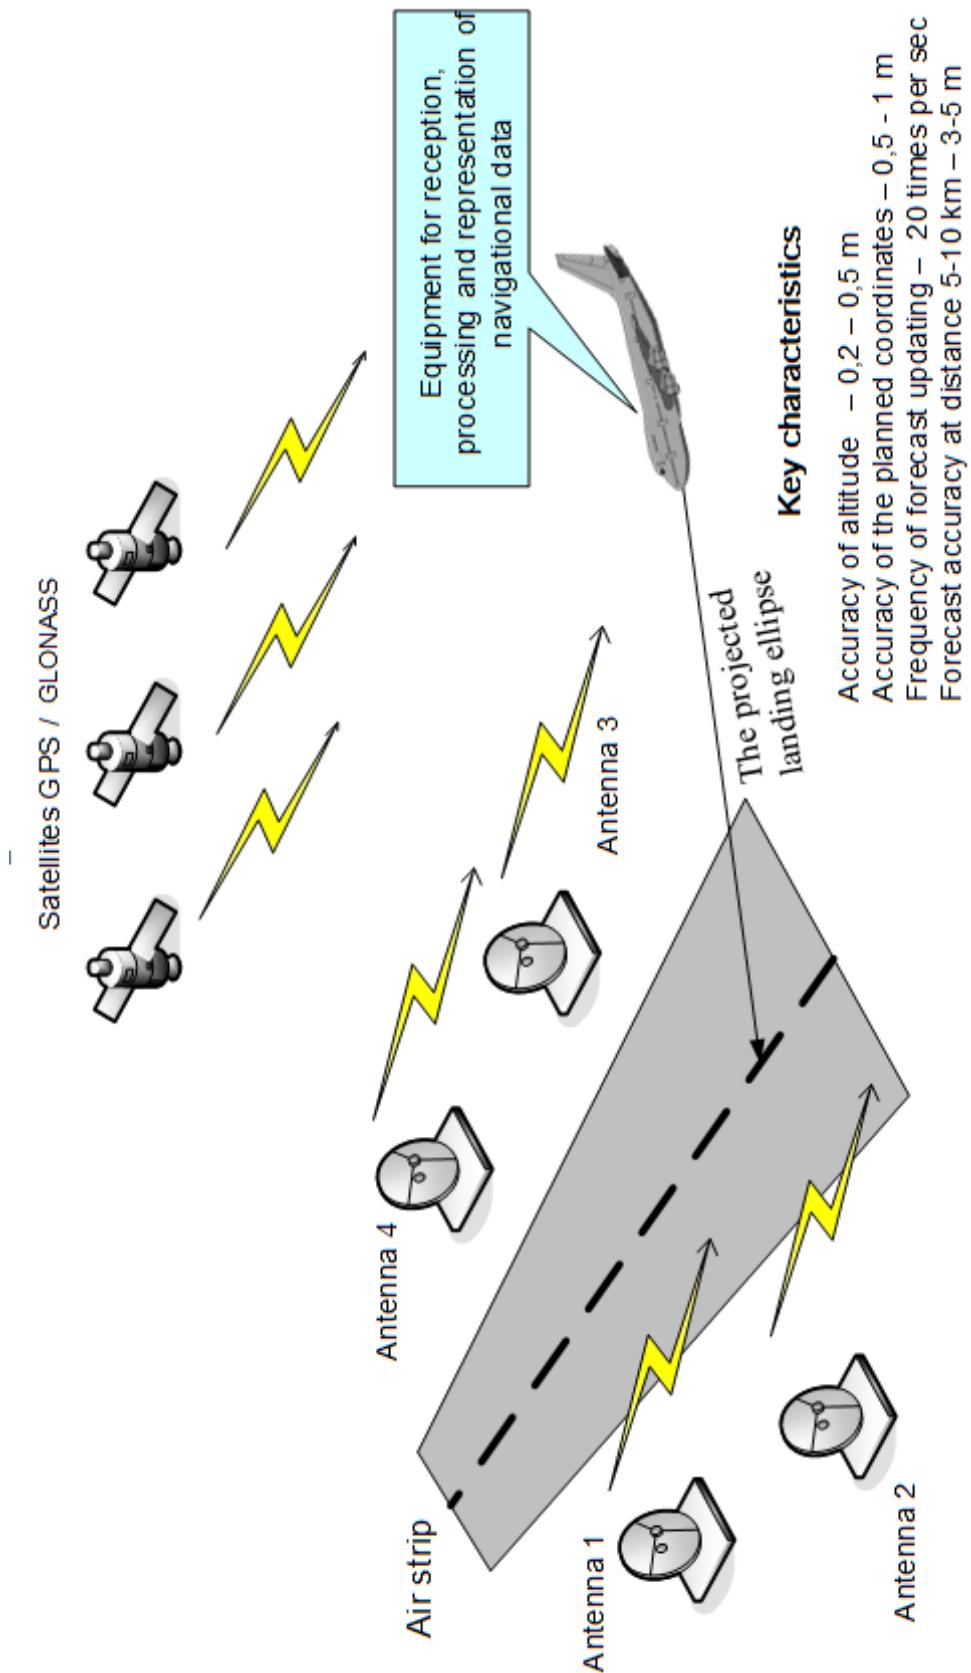 Satellites GPS / GLONASS
Equipment for reception,
processing and representation of
navigational data
Antenna 4
Antenna 3
Air strip
The projected
landing ellipse
Antenna 1
Antenna 2
Key characteristics
Accuracy of altitude – 0,2 – 0,5 m
Accuracy of the planned coordinates – 0,5 - 1 m
Frequency of forecast updating – 20 times per sec
Forecast accuracy at distance 5-10 km – 3-5 m